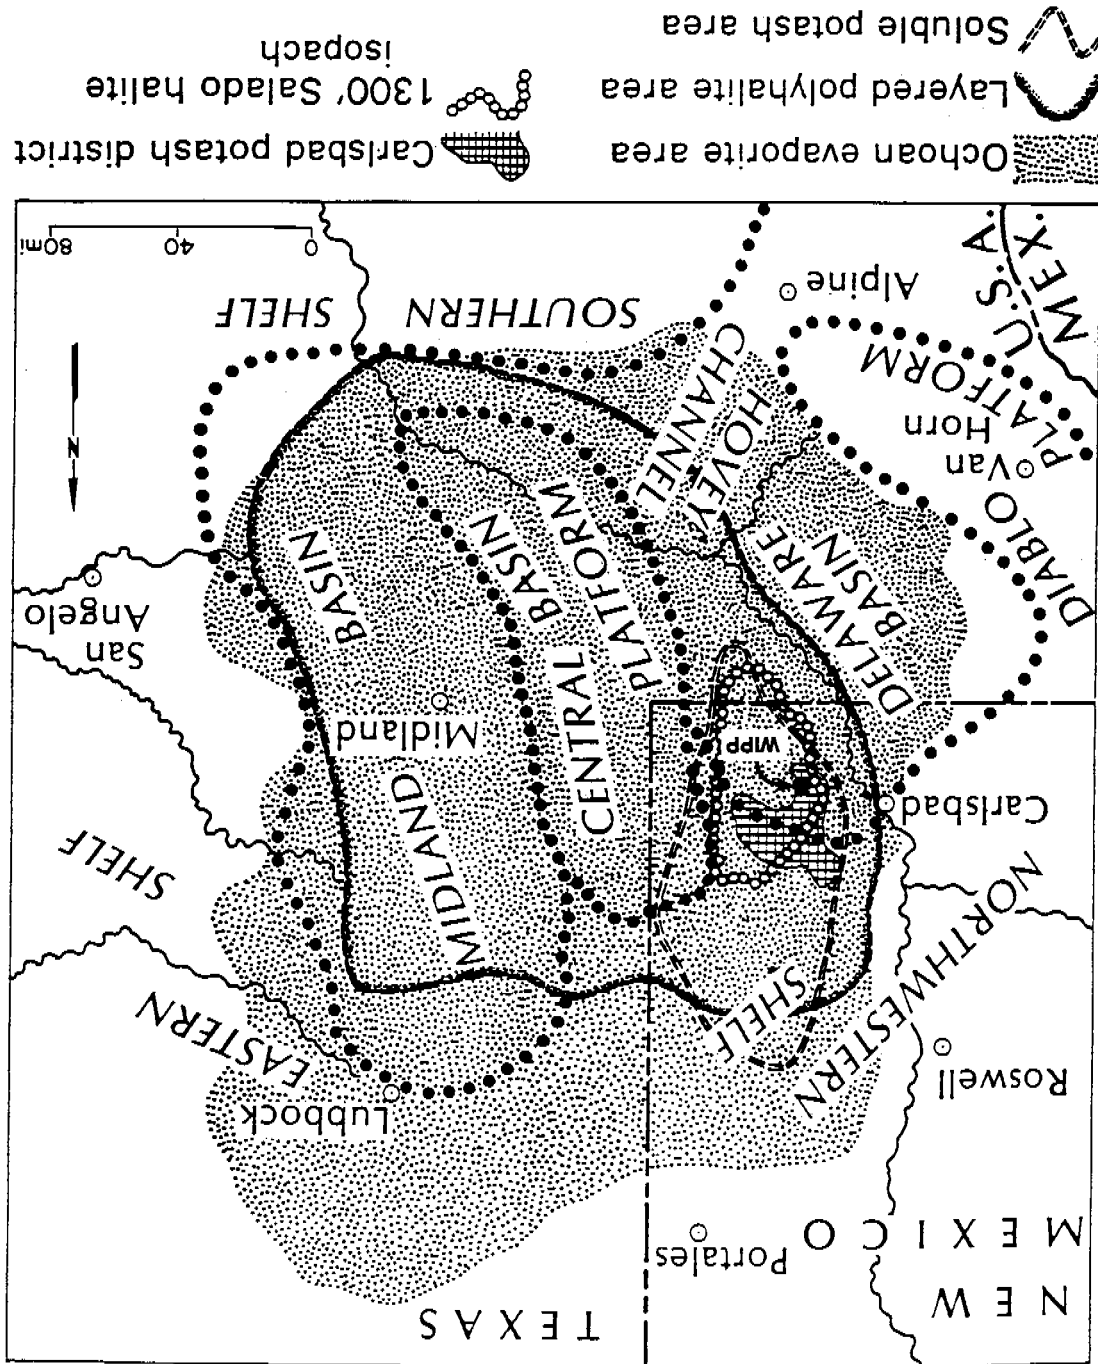 TEXAS
NEW
MEXICO
Portales
Roswell
Lubbock
EASTERN
SHELF
NORTHWESTERN
SHELF
Carlsbad
WIPP
MIDLAND
BASIN
Midland
CENTRAL
BASIN
PLATFORM
San
Angelo
DELAWARE
BASIN
DIABLO
PLATFORM
Van
Horn
HOVEY
CHANNEL
N
Alpine
SOUTHERN
SHELF
U.S.A.
MEX.
0
40
80mi
Ochoan evaporite area
Layered polyhalite area
Soluble potash area
Carlsbad potash district
1300' Salado halite
isopach